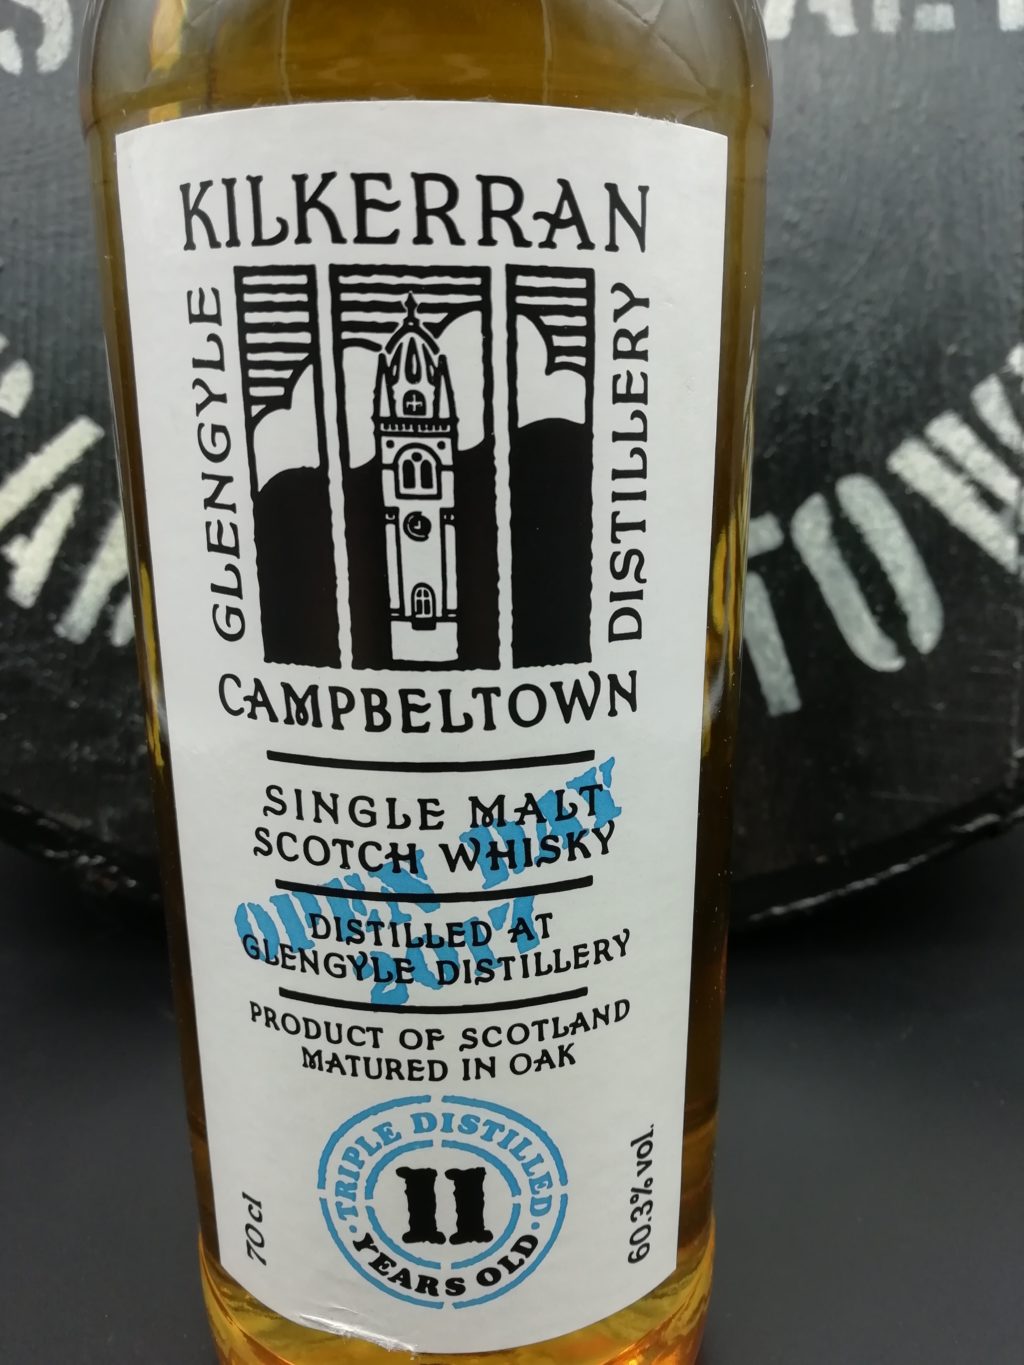 KILKERRAN
GLENGYLE
DISTILLERY
CAMPBELTOWN
SINGLE MALT
SCOTCH WHISKY
OPEN DAY
2017
DISTILLED AT
GLENGYLE DISTILLERY
PRODUCT OF SCOTLAND
MATURED IN OAK
TRIPLE DISTILLED
11
YEARS OLD
70cl
60.3% vol.